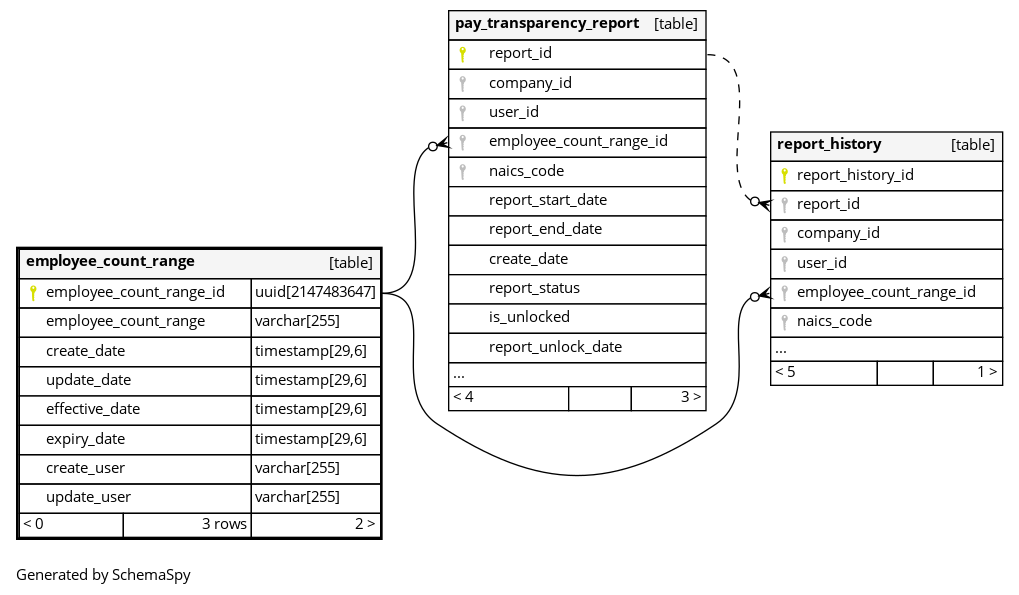 pay_transparency_report [table]
report_id
company_id
user_id
employee_count_range_id
naics_code
report_start_date
report_end_date
create_date
report_status
is_unlocked
report_unlock_date
...
< 4 3 >
report_history [table]
report_history_id
report_id
company_id
user_id
employee_count_range_id
naics_code
...
< 5 1 >
employee_count_range [table]
employee_count_range_id uuid[2147483647]
employee_count_range varchar[255]
create_date timestamp[29,6]
update_date timestamp[29,6]
effective_date timestamp[29,6]
expiry_date timestamp[29,6]
create_user varchar[255]
update_user varchar[255]
< 0 3 rows 2 >
Generated by SchemaSpy